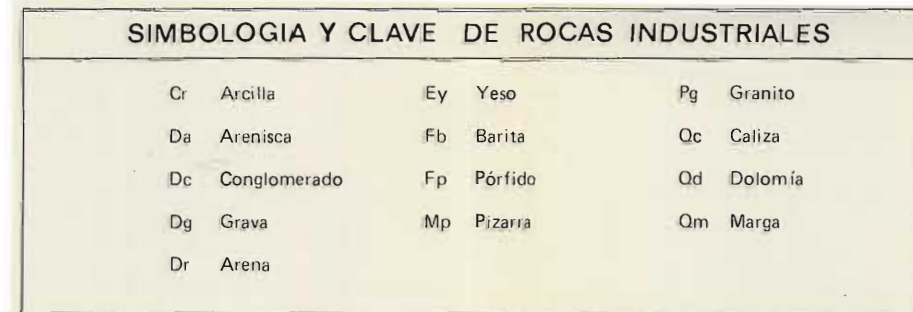 SIMBOLOGIA Y CLAVE DE ROCAS INDUSTRIALES
Cr Arcilla
Da Arenisca
Dc Conglomerado
Dg Grava
Dr Arena
Ey Yeso
Fb Barita
Fp Pórfido
Mp Pizarra
Pg Granito
Qc Caliza
Qd Dolomía
Qm Marga